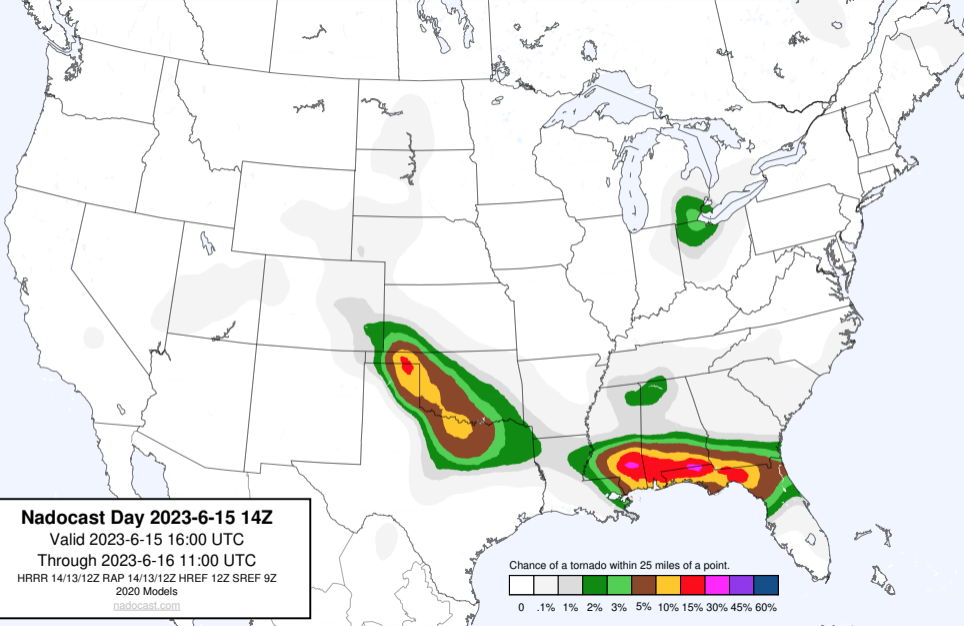 Nadocast Day 2023-6-15 14Z
Valid 2023-6-15 16:00 UTC
Through 2023-6-16 11:00 UTC
HRRR 14/13/12Z RAP 14/13/12Z HREF 12Z SREF 9Z
2020 Models
nadocast.com
Chance of a tornado within 25 miles of a point.
0 .1% 1% 2% 3% 5% 10% 15% 30% 45% 60%